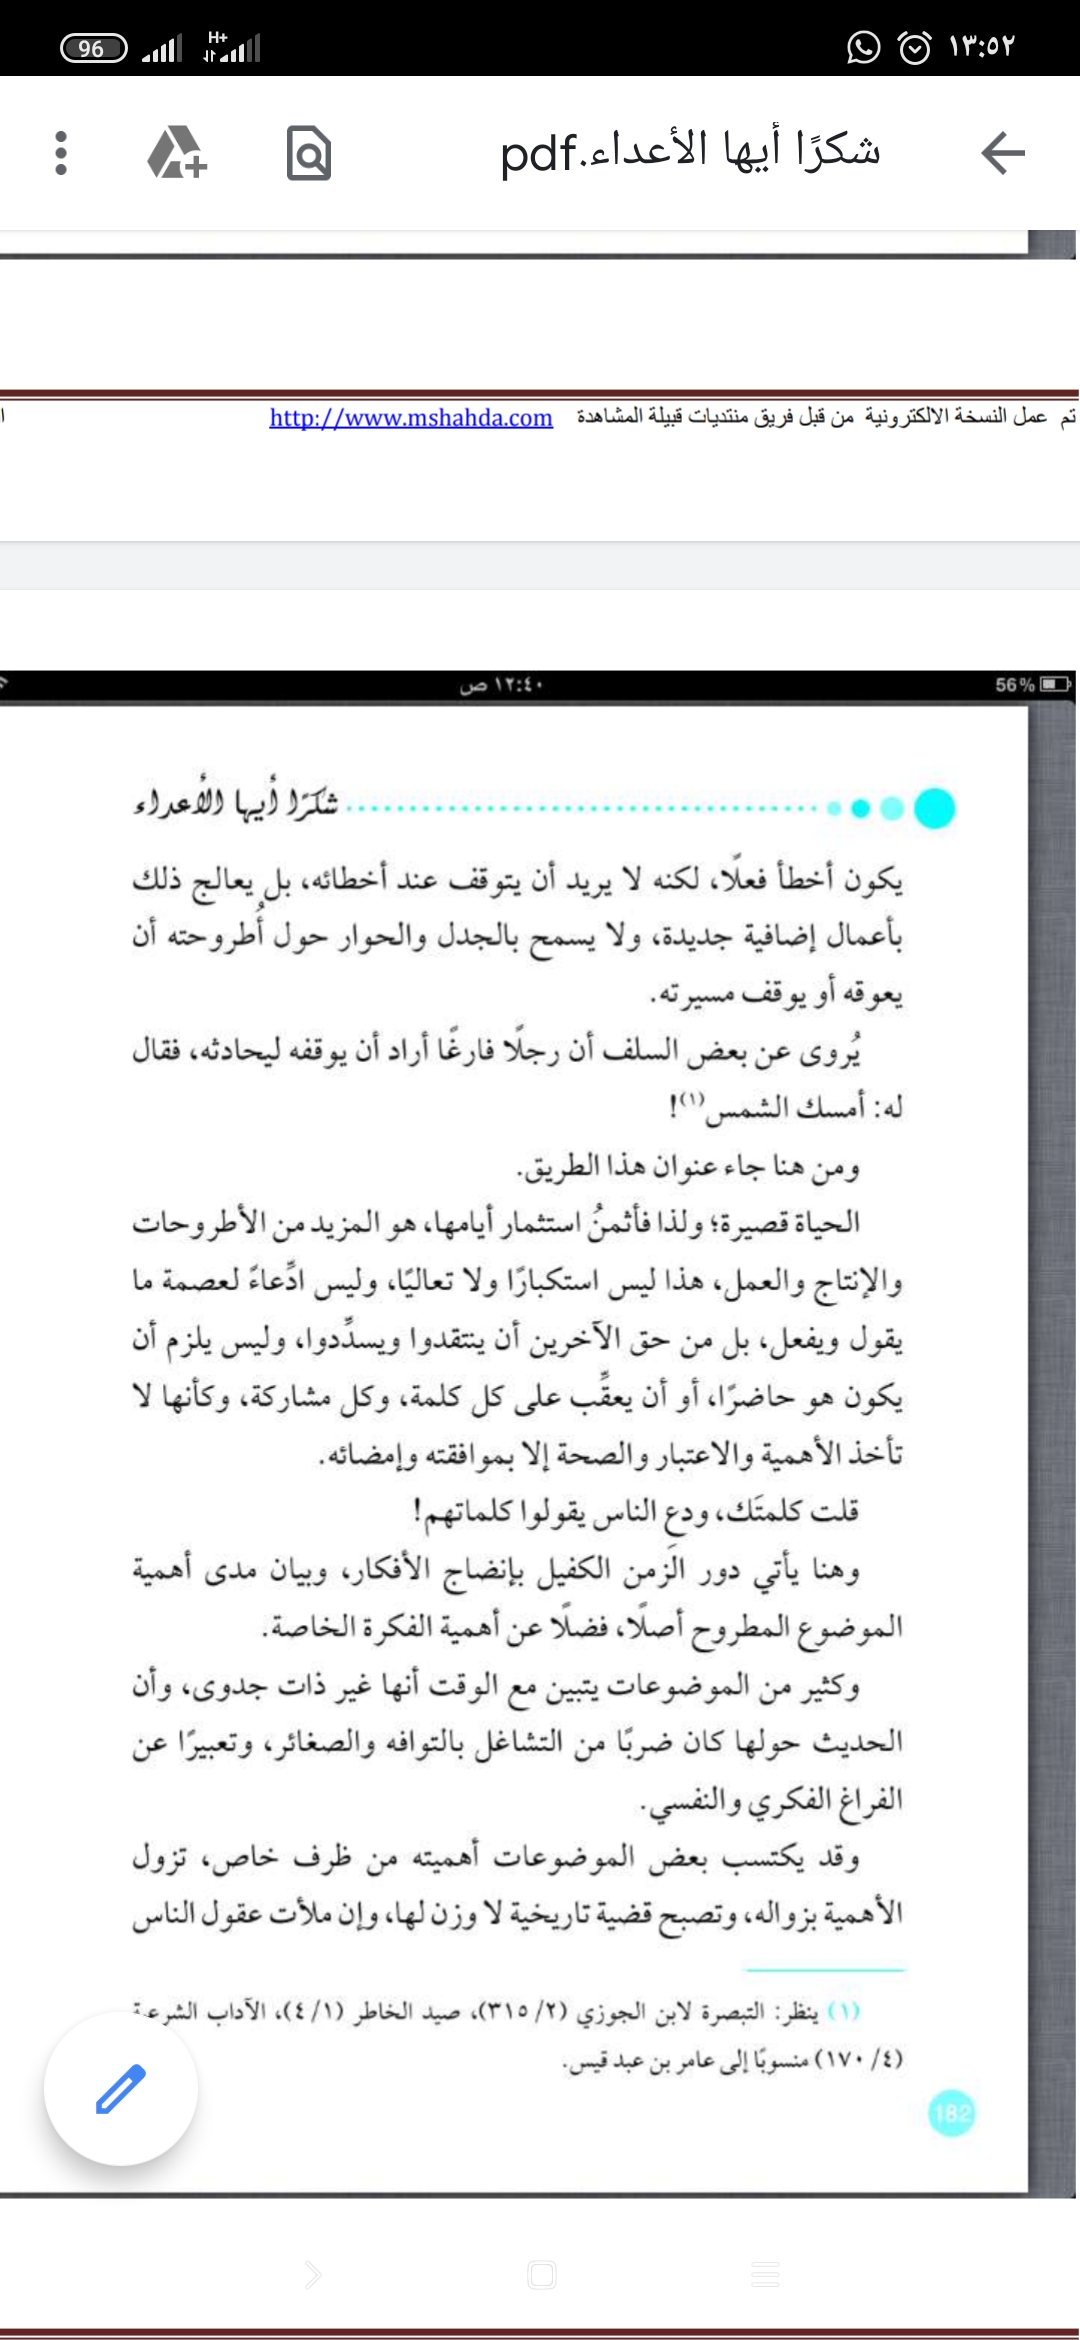 96 H+ ١٣:٥٢
شكرًا أيها الأعداء.pdf
تم عمل النسخة الالكترونية من قبل فريق منتديات قبيلة المشاهدة http://www.mshahda.com
١٢:٤٠ ص 56%
شكرًا أيها الأعداء
يكون أخطأ فعلًا، لكنه لا يريد أن يتوقف عند أخطائه، بل يعالج ذلك
بأعمال إضافية جديدة، ولا يسمح بالجدل والحوار حول أُطروحته أن
يعوقه أو يوقف مسيرته.
يُروى عن بعض السلف أن رجلًا فارغًا أراد أن يوقفه ليحادثه، فقال
له: أمسك الشمس(١)!
ومن هنا جاء عنوان هذا الطريق.
الحياة قصيرة؛ ولذا فأثمنُ استثمار أيامها، هو المزيد من الأطروحات
والإنتاج والعمل، هذا ليس استكبارًا ولا تعاليًا، وليس ادِّعاءً لعصمة ما
يقول ويفعل، بل من حق الآخرين أن ينتقدوا ويسدِّدوا، وليس يلزم أن
يكون هو حاضرًا، أو أن يعقِّب على كل كلمة، وكل مشاركة، وكأنها لا
تأخذ الأهمية والاعتبار والصحة إلا بموافقته وإمضائه.
قلت كلمتَك، ودعِ الناس يقولوا كلماتهم!
وهنا يأتي دور الزمن الكفيل بإنضاج الأفكار، وبيان مدى أهمية
الموضوع المطروح أصلًا، فضلًا عن أهمية الفكرة الخاصة.
وكثير من الموضوعات يتبين مع الوقت أنها غير ذات جدوى، وأن
الحديث حولها كان ضربًا من التشاغل بالتوافه والصغائر، وتعبيرًا عن
الفراغ الفكري والنفسي.
وقد يكتسب بعض الموضوعات أهميته من ظرف خاص، تزول
الأهمية بزواله، وتصبح قضية تاريخية لا وزن لها، وإن ملأت عقول الناس
(١) ينظر: التبصرة لابن الجوزي (٢/ ٣١٥)، صيد الخاطر (١/ ٤)، الآداب الشرعية
(٤/ ١٧٠) منسوبًا إلى عامر بن عبد قيس.
182